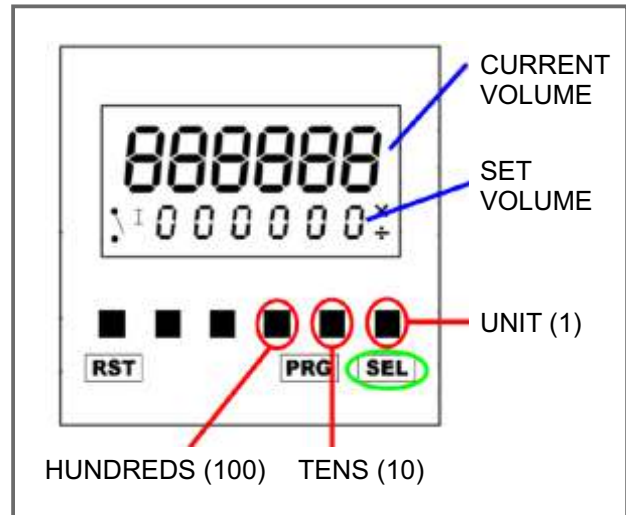 CURRENT
VOLUME
888888
SET
VOLUME
I 000000 ×
÷
UNIT (1)
RST
PRG
SEL
HUNDREDS (100)
TENS (10)